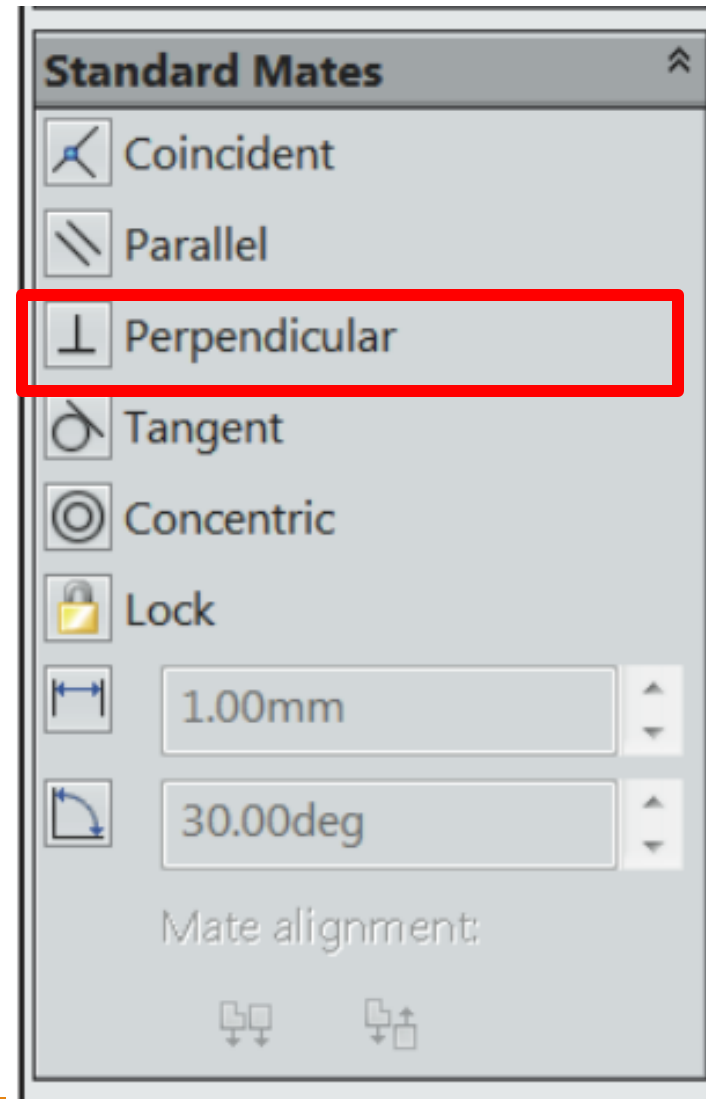 Standard Mates
Coincident
Parallel
Perpendicular
Tangent
Concentric
Lock
1.00mm
30.00deg
Mate alignment: